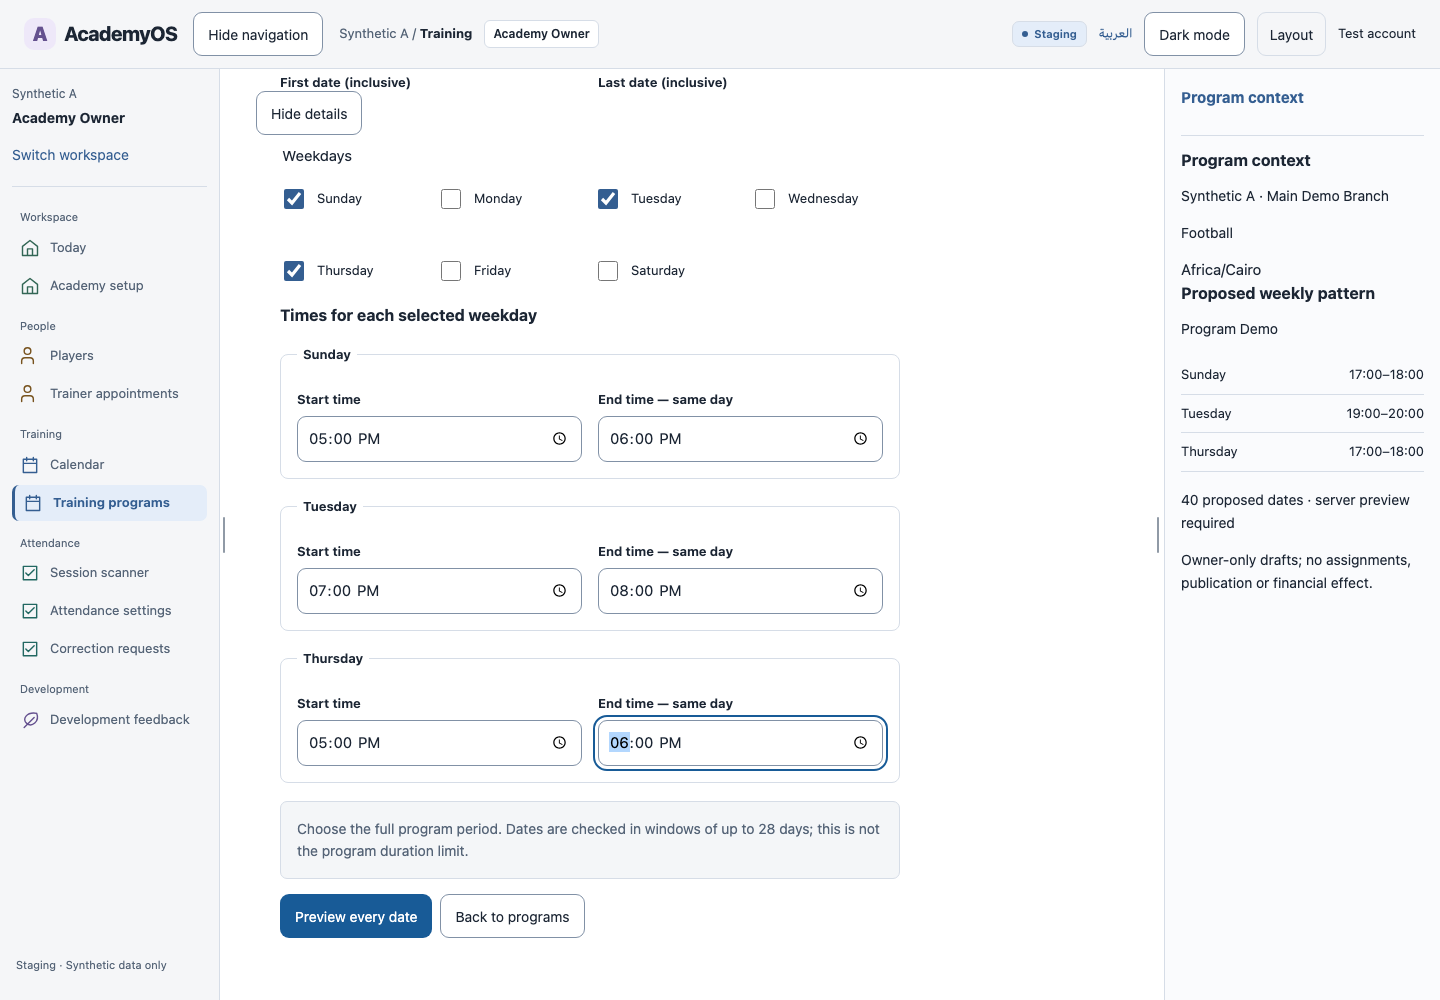 A AcademyOS
Hide navigation
Synthetic A / Training
Academy Owner
Staging
العربية
Dark mode
Layout
Test account
Synthetic A
Academy Owner
Switch workspace
Workspace
Today
Academy setup
People
Players
Trainer appointments
Training
Calendar
Training programs
Attendance
Session scanner
Attendance settings
Correction requests
Development
Development feedback
Staging · Synthetic data only
First date (inclusive)
Last date (inclusive)
Hide details
Weekdays
Sunday
Monday
Tuesday
Wednesday
Thursday
Friday
Saturday
Times for each selected weekday
Sunday
Start time
End time — same day
05:00 PM
06:00 PM
Tuesday
Start time
End time — same day
07:00 PM
08:00 PM
Thursday
Start time
End time — same day
05:00 PM
06:00 PM
Choose the full program period. Dates are checked in windows of up to 28 days; this is not
the program duration limit.
Preview every date
Back to programs
Program context
Program context
Synthetic A · Main Demo Branch
Football
Africa/Cairo
Proposed weekly pattern
Program Demo
Sunday 17:00–18:00
Tuesday 19:00–20:00
Thursday 17:00–18:00
40 proposed dates · server preview
required
Owner-only drafts; no assignments,
publication or financial effect.